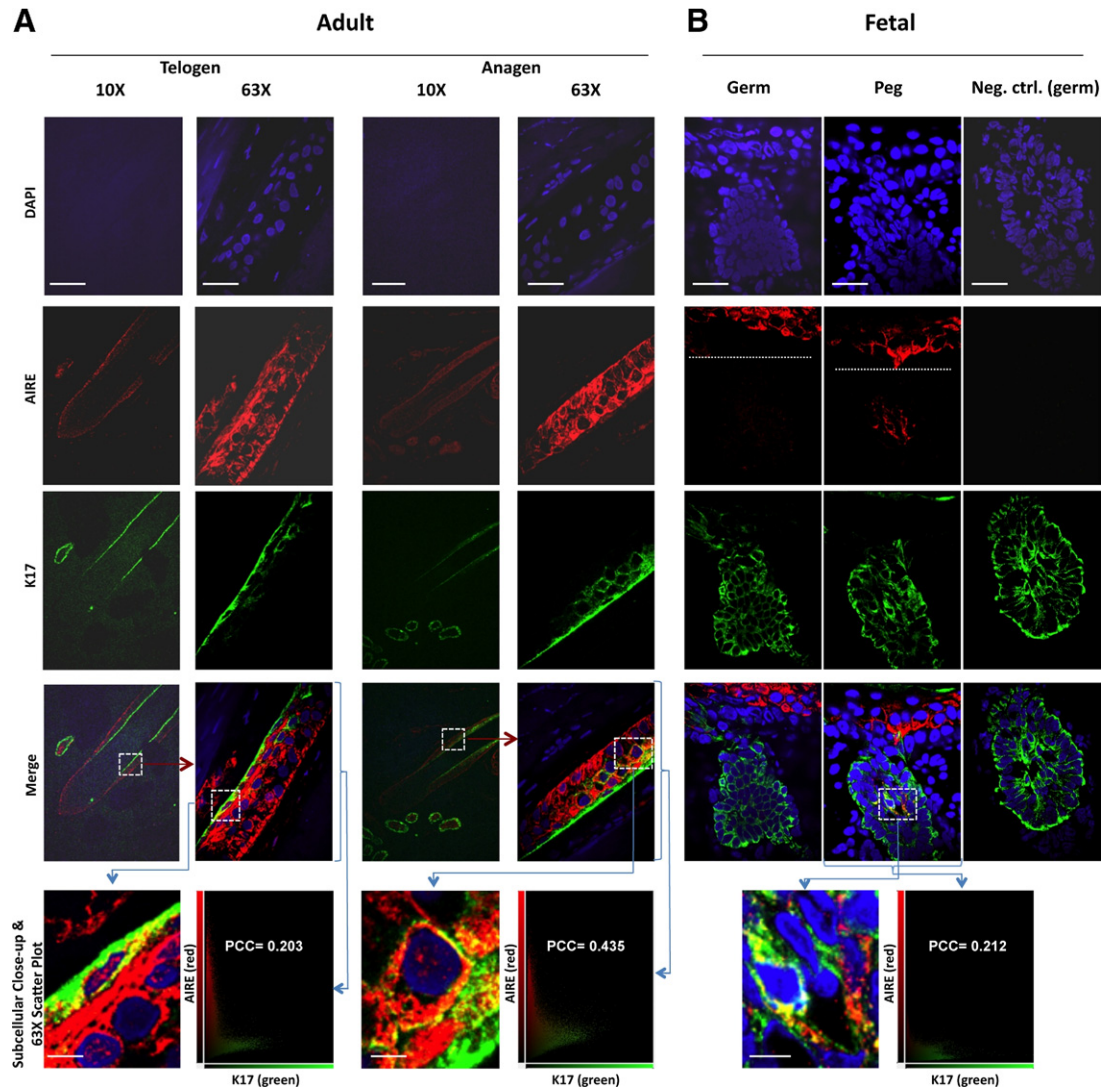 A
Adult
B
Fetal
Telogen
Anagen
10X
63X
10X
63X
Germ
Peg
Neg. ctrl. (germ)
DAPI
AIRE
K17
Merge
Subcellular Close-up &
63X Scatter Plot
AIRE (red)
PCC= 0.203
K17 (green)
AIRE (red)
PCC= 0.435
K17 (green)
AIRE (red)
PCC= 0.212
K17 (green)